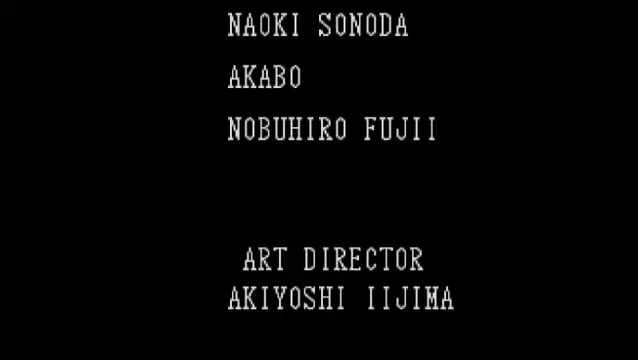 NAOKI SONODA
AKABO
NOBUHIRO FUJII
ART DIRECTOR
AKIYOSHI IIJIMA